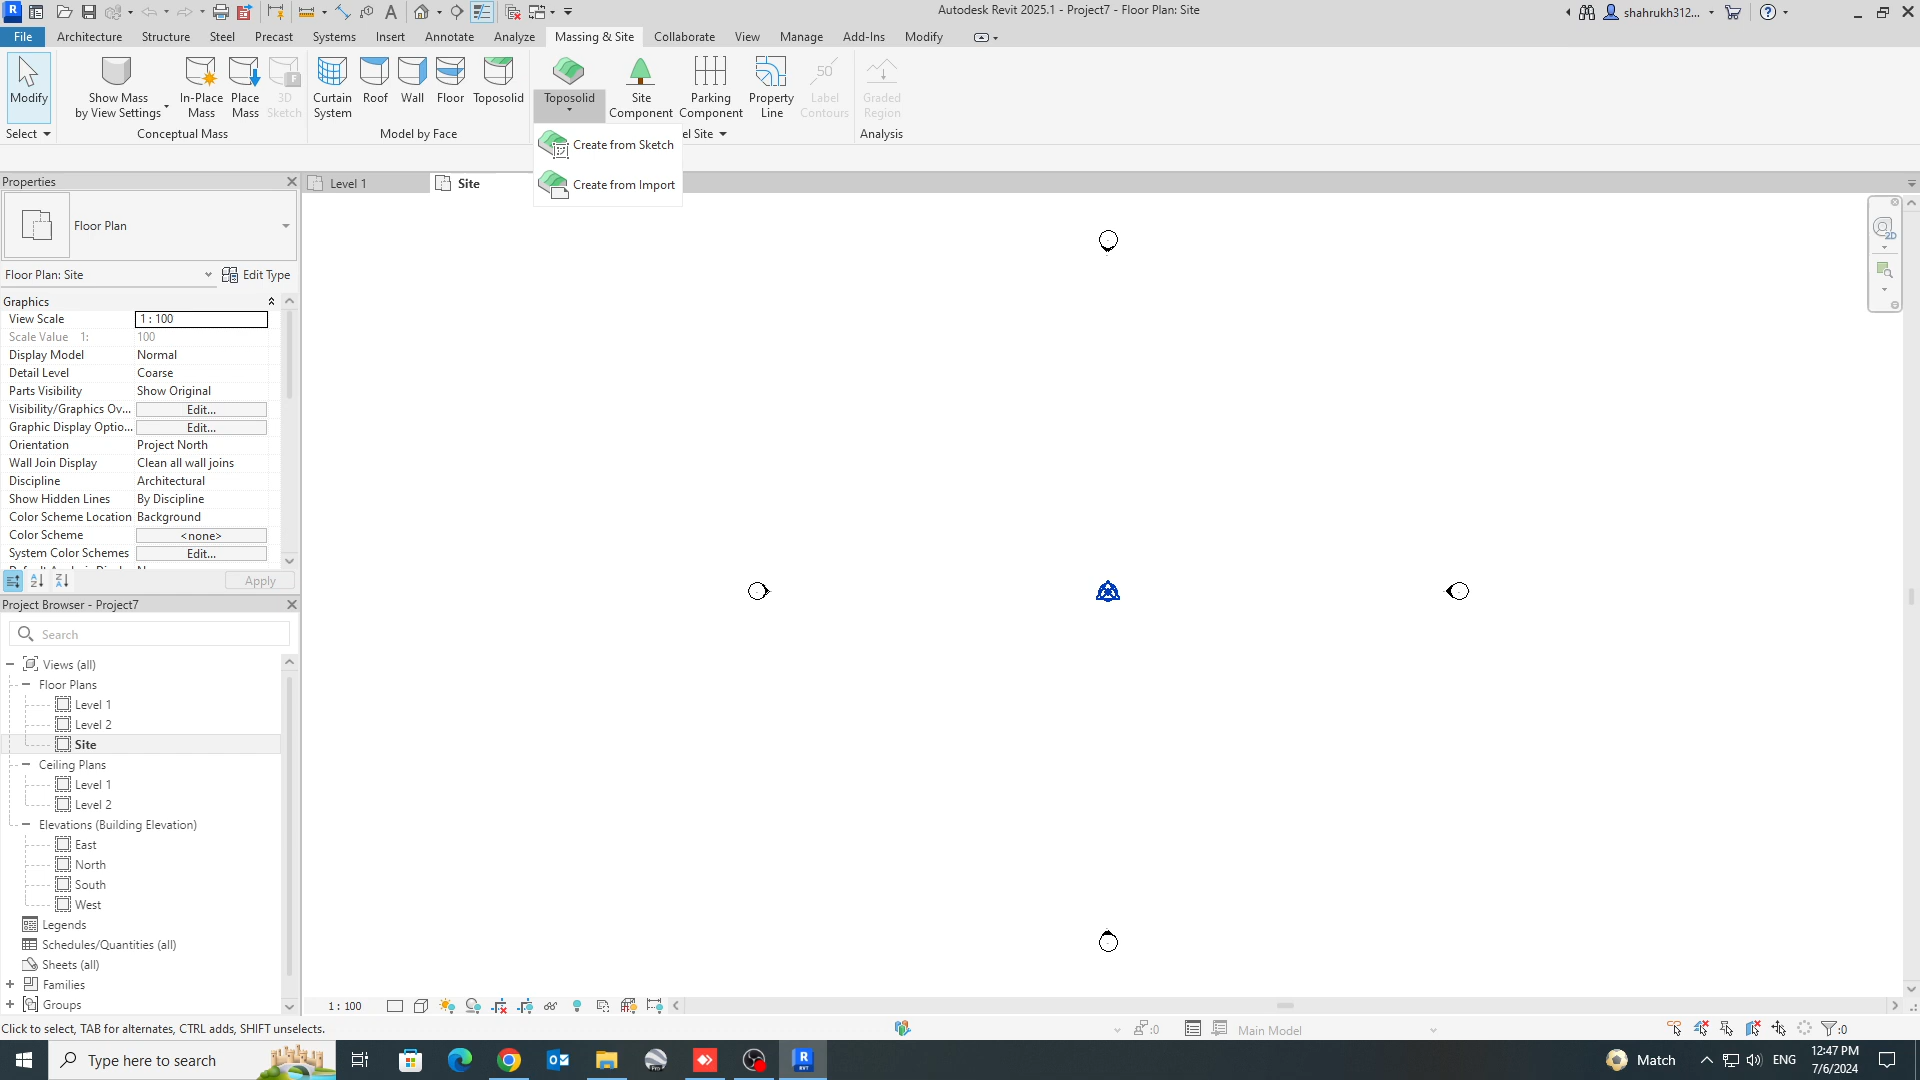 Autodesk Revit 2025.1 - Project7 - Floor Plan: Site
shahrukh312...
File Architecture Structure Steel Precast Systems Insert Annotate Analyze Massing & Site Collaborate View Manage Add-Ins Modify
Modify
Show Mass by View Settings
In-Place Mass
Place Mass
3D Sketch
Curtain System
Roof
Wall
Floor
Toposolid
Toposolid
Site Component
Parking Component
Property Line
50
Label Contours
Graded Region
Select
Conceptual Mass
Model by Face
el Site
Analysis
Create from Sketch
Create from Import
Properties
Level 1
Site
Floor Plan
Floor Plan: Site
Edit Type
Graphics
View Scale 1 : 100
Scale Value 1: 100
Display Model Normal
Detail Level Coarse
Parts Visibility Show Original
Visibility/Graphics Ov... Edit...
Graphic Display Optio... Edit...
Orientation Project North
Wall Join Display Clean all wall joins
Discipline Architectural
Show Hidden Lines By Discipline
Color Scheme Location Background
Color Scheme <none>
System Color Schemes Edit...
Apply
Project Browser - Project7
Search
Views (all)
Floor Plans
Level 1
Level 2
Site
Ceiling Plans
Level 1
Level 2
Elevations (Building Elevation)
East
North
South
West
Legends
Schedules/Quantities (all)
Sheets (all)
Families
Groups
2D
1 : 100
Click to select, TAB for alternates, CTRL adds, SHIFT unselects.
:0
Main Model
:0
Type here to search
Match
ENG
12:47 PM
7/6/2024